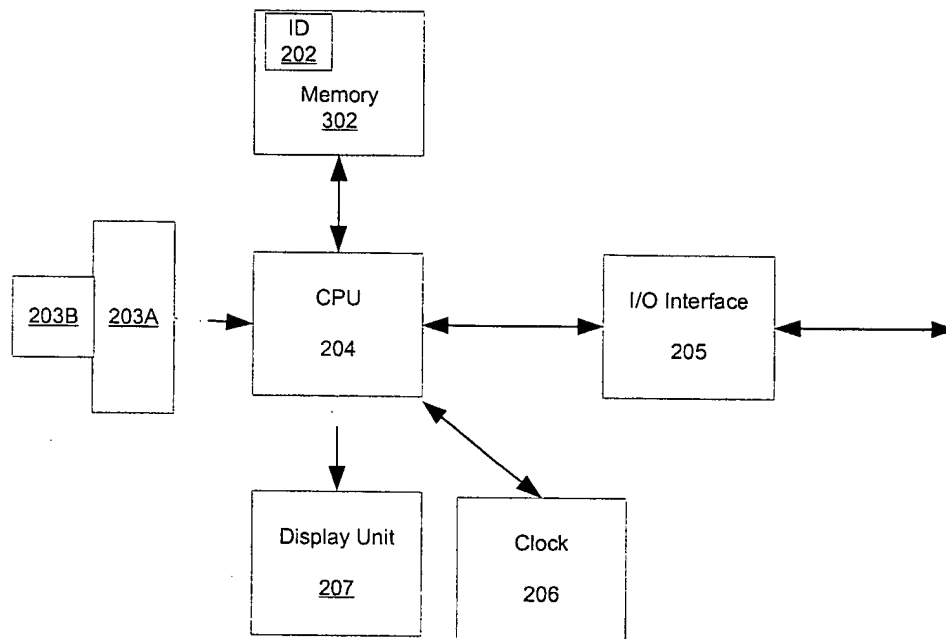 ID
202
Memory
302
203B 203A
CPU
204
I/O Interface
205
Display Unit
207
Clock
206